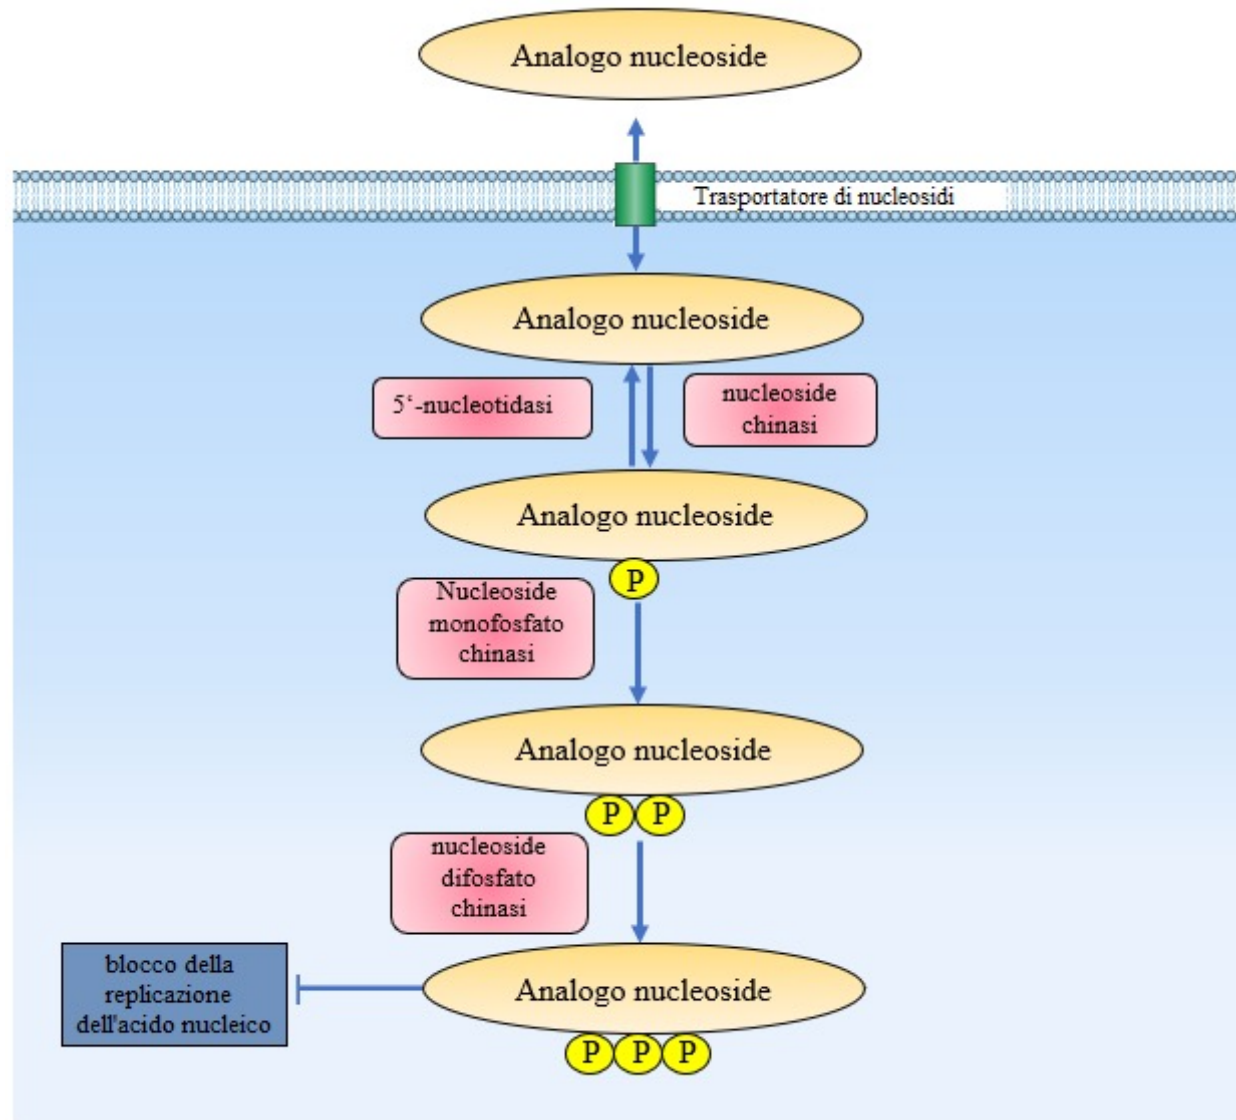 Analogo nucleoside
Trasportatore di nucleosidi
Analogo nucleoside
5‘-nucleotidasi
nucleoside
chinasi
Analogo nucleoside
P
Nucleoside
monofosfato
chinasi
Analogo nucleoside
P P
nucleoside
difosfato
chinasi
blocco della
replicazione
dell'acido nucleico
Analogo nucleoside
P P P